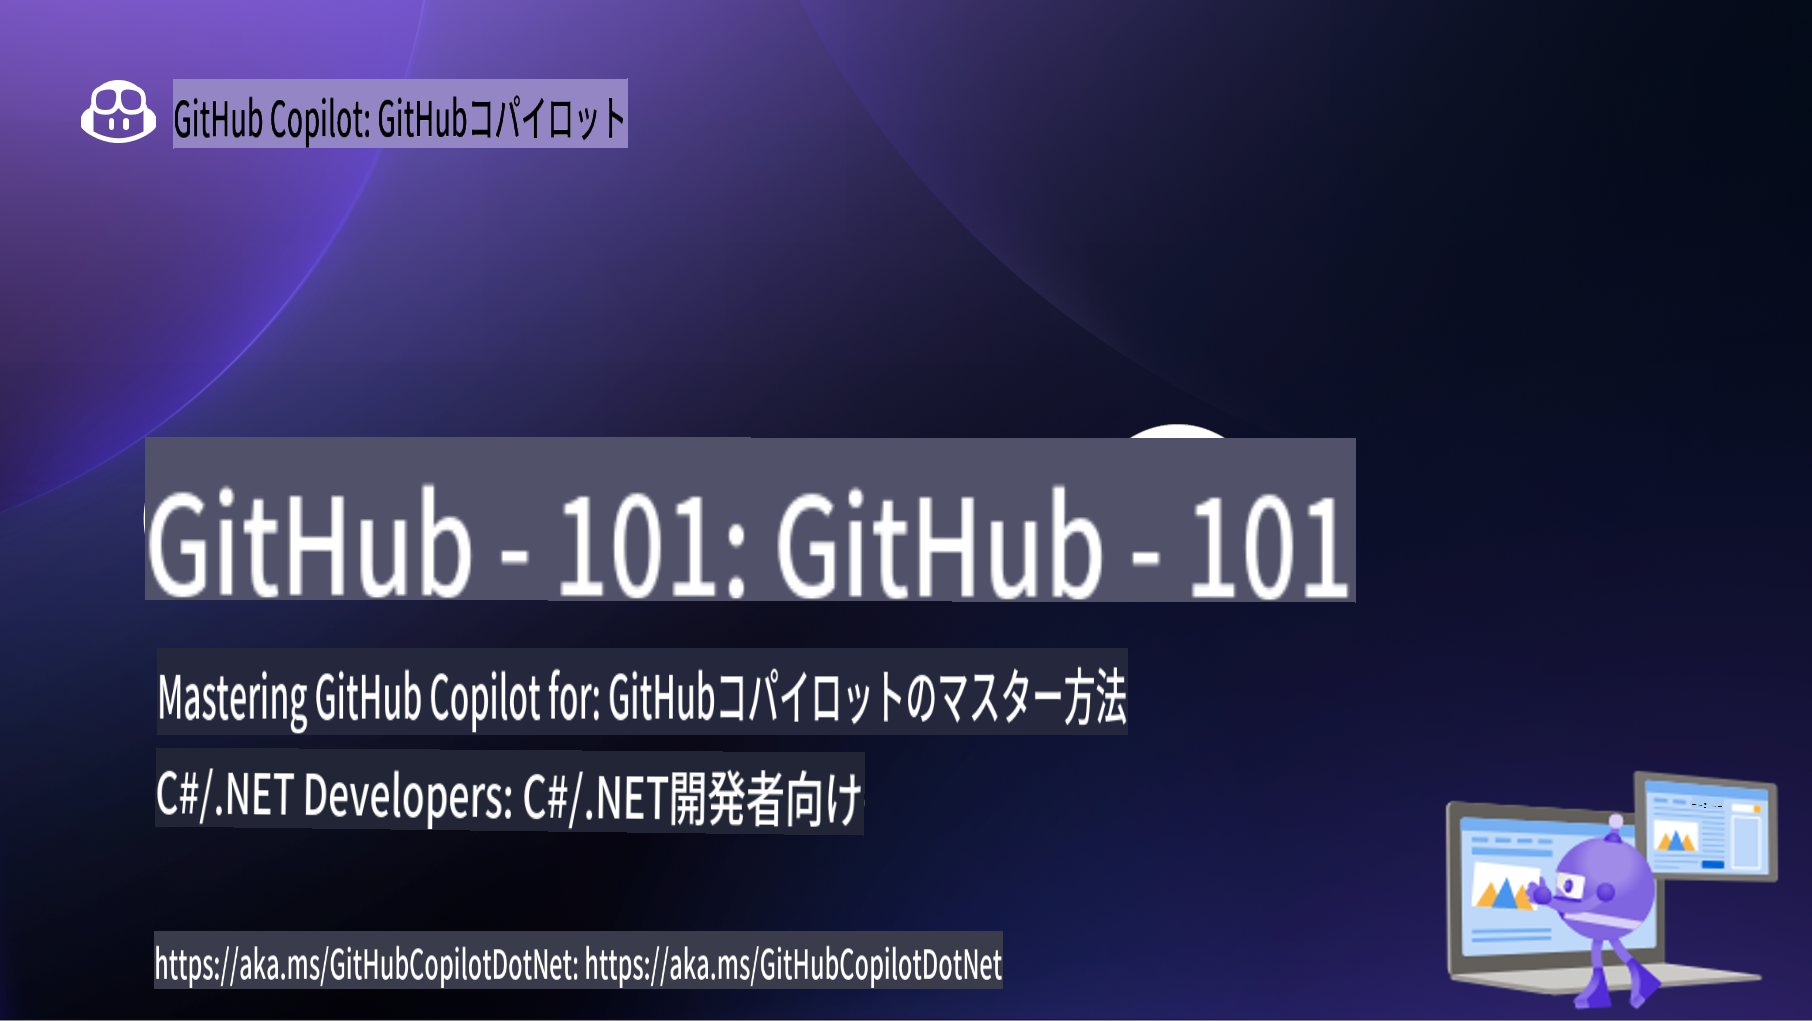 GitHub Copilot: GitHubコパイロット
GitHub - 101: GitHub - 101
Mastering GitHub Copilot for: GitHubコパイロットのマスター方法
C#/.NET Developers: C#/.NET開発者向け
https://aka.ms/GitHubCopilotDotNet: https://aka.ms/GitHubCopilotDotNet